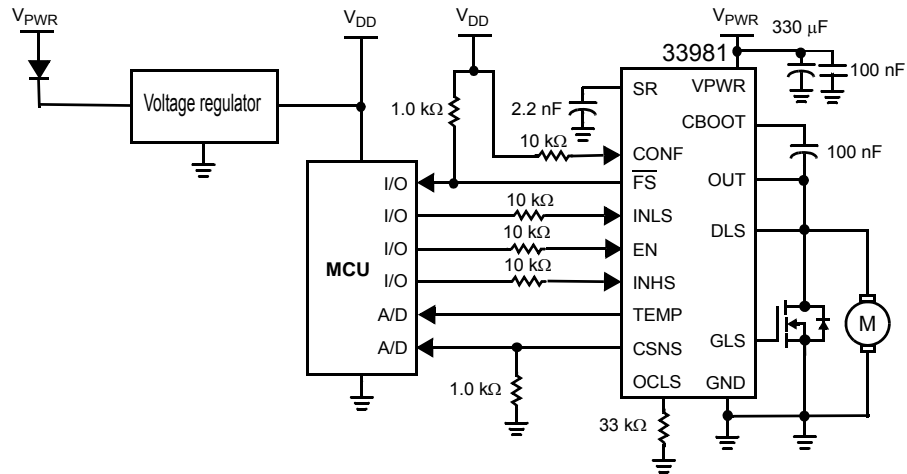 VPWR
VDD
VDD
VPWR
330 μF
33981
100 nF
Voltage regulator
1.0 kΩ
2.2 nF
SR
VPWR
CBOOT
10 kΩ
CONF
100 nF
I/O
FS
OUT
10 kΩ
I/O
INLS
10 kΩ
DLS
I/O
EN
MCU
10 kΩ
I/O
INHS
M
A/D
TEMP
A/D
CSNS
GLS
1.0 kΩ
OCLS
GND
33 kΩ